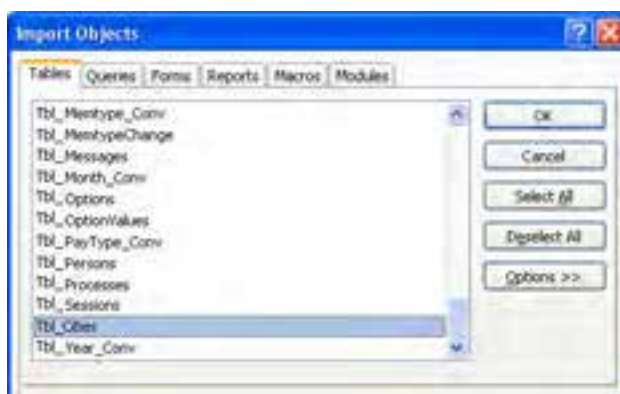 Import Objects
Tables Queries Forms Reports Macros Modules
Tbl_Memtype_Conv
Tbl_MemtypeChange
Tbl_Messages
Tbl_Month_Conv
Tbl_Options
Tbl_OptionValues
Tbl_PayType_Conv
Tbl_Persons
Tbl_Processes
Tbl_Sessions
Tbl_Cities
Tbl_Year_Conv
OK
Cancel
Select All
Deselect All
Options >>